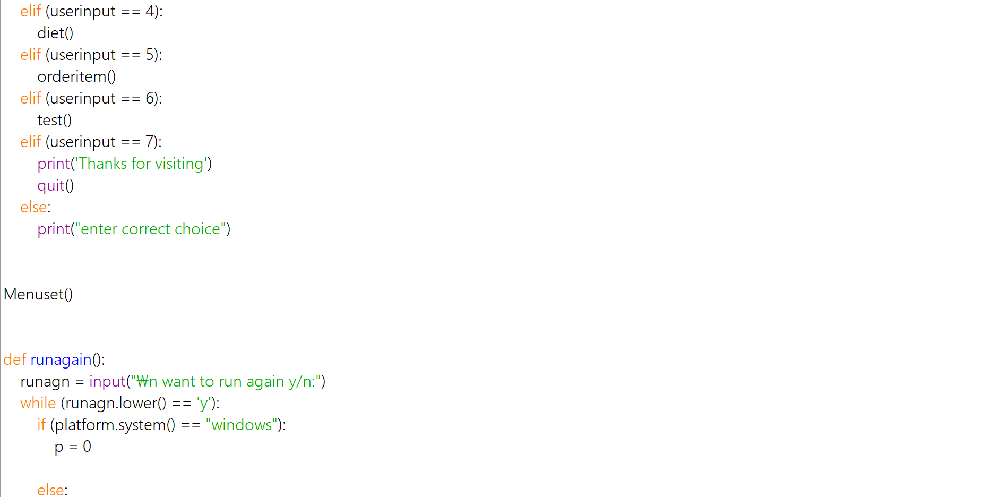 elif (userinput == 4):
diet()
elif (userinput == 5):
orderitem()
elif (userinput == 6):
test()
elif (userinput == 7):
print('Thanks for visiting')
quit()
else:
print("enter correct choice")
Menuset()
def runagain():
runagn = input("₩n want to run again y/n:")
while (runagn.lower() == 'y'):
if (platform.system() == "windows"):
p = 0
else: